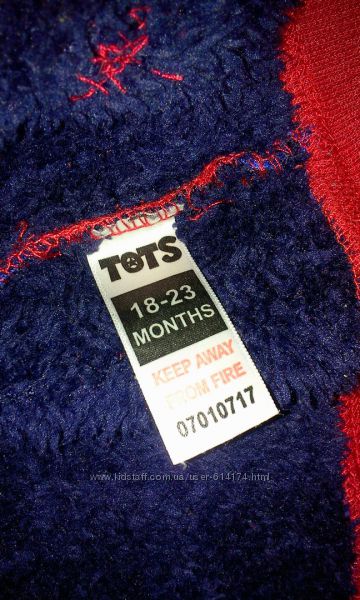 TOTS
18-23
MONTHS
KEEP AWAY
FROM FIRE
07010717
www.kidstaff.com.ua/user-614174.html